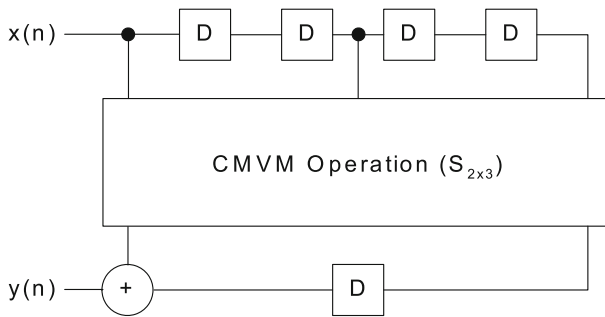 x(n) D D D D
CMVM Operation (S2x3)
y(n) + D